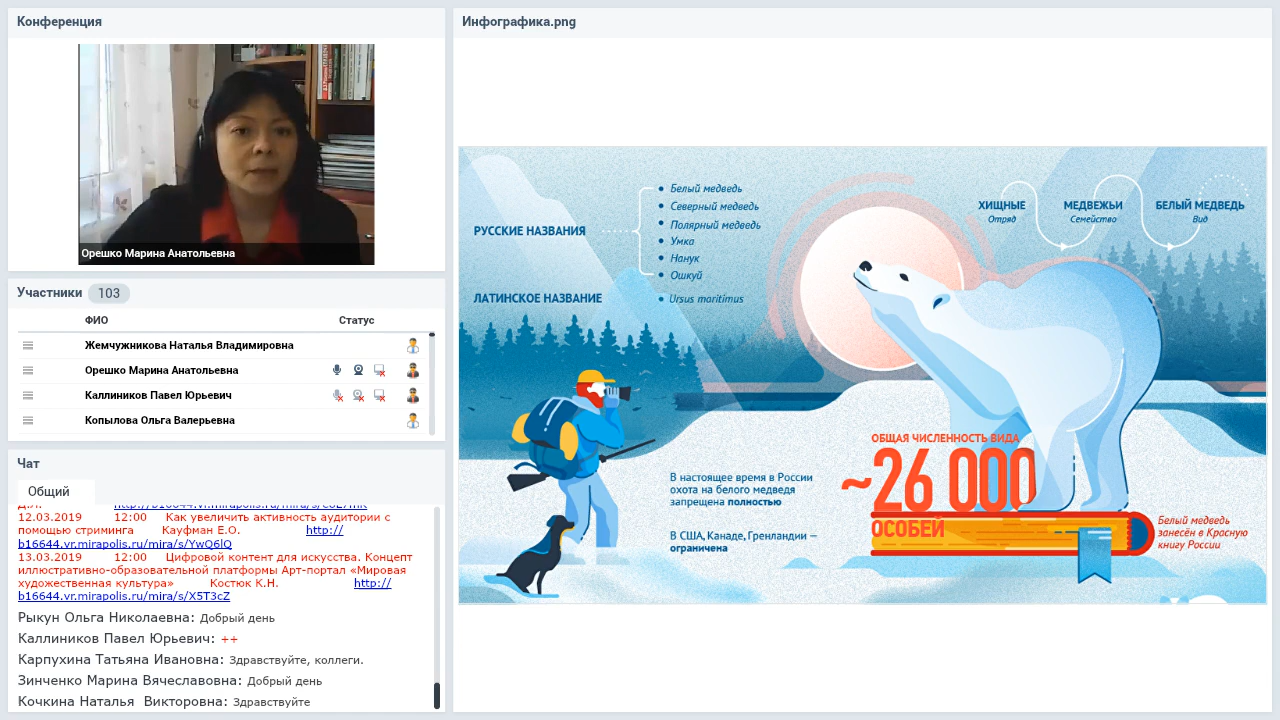 Конференция
Орешко Марина Анатольевна
Участники 103
ФИО Статус
Жемчужникова Наталья Владимировна
Орешко Марина Анатольевна
Каллиников Павел Юрьевич
Копылова Ольга Валерьевна
Чат
Общий
12.03.2019 12:00 Как увеличить активность аудитории с
помощью стриминга Кауфман Е.О. http://
b16644.vr.mirapolis.ru/mira/s/YwQ6lQ
13.03.2019 12:00 Цифровой контент для искусства. Концепт
иллюстративно-образовательной платформы Арт-портал «Мировая
художественная культура» Костюк К.Н. http://
b16644.vr.mirapolis.ru/mira/s/X5T3cZ
Рыкун Ольга Николаевна: Добрый день
Каллиников Павел Юрьевич: ++
Карпухина Татьяна Ивановна: Здравствуйте, коллеги.
Зинченко Марина Вячеславовна: Добрый день
Кочкина Наталья Викторовна: Здравствуйте
Инфографика.png
РУССКИЕ НАЗВАНИЯ
Белый медведь
Северный медведь
Полярный медведь
Умка
Нанук
Ошкуй
ЛАТИНСКОЕ НАЗВАНИЕ
Ursus maritimus
ХИЩНЫЕ
Отряд
МЕДВЕЖЬИ
Семейство
БЕЛЫЙ МЕДВЕДЬ
Вид
В настоящее время в России
охота на белого медведя
запрещена полностью
В США, Канаде, Гренландии —
ограничена
ОБЩАЯ ЧИСЛЕННОСТЬ ВИДА
~26 000
ОСОБЕЙ
Белый медведь
занесён в Красную
книгу России